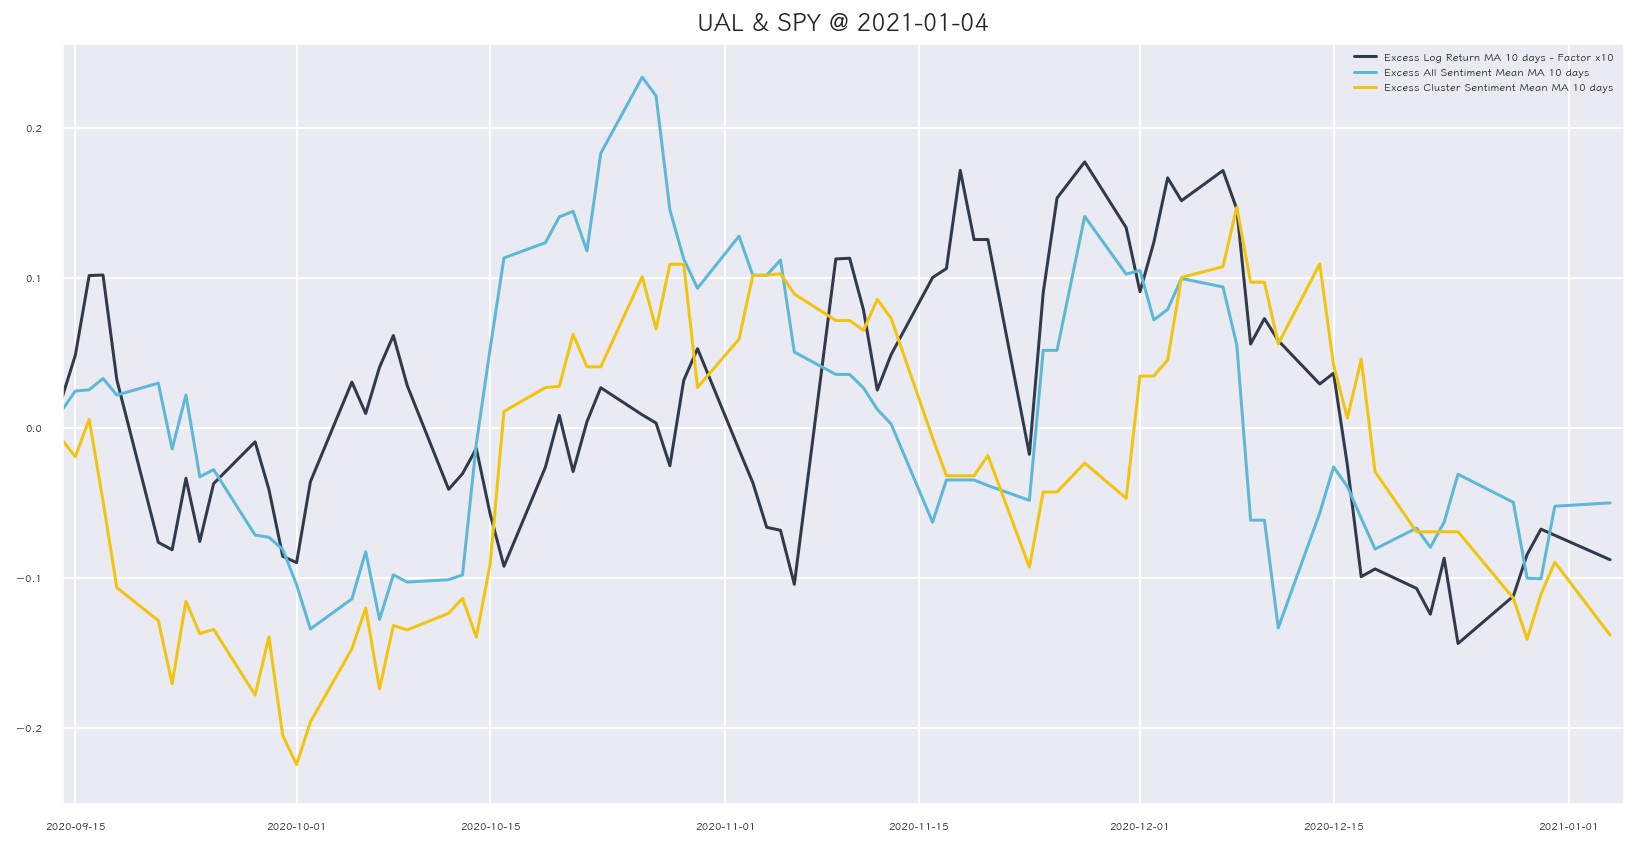 UAL & SPY @ 2021-01-04
Excess Log Return MA 10 days - Factor x10
Excess All Sentiment Mean MA 10 days
Excess Cluster Sentiment Mean MA 10 days
0.2
0.1
0.0
−0.1
−0.2
2020-09-15 2020-10-01 2020-10-15 2020-11-01 2020-11-15 2020-12-01 2020-12-15 2021-01-01